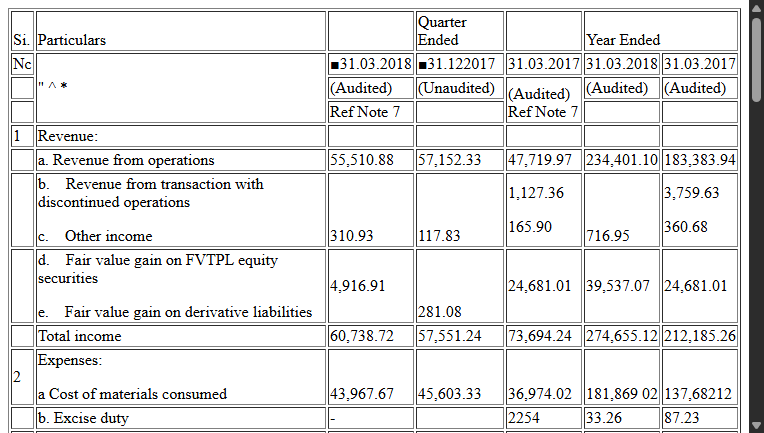 Quarter
Si. Particulars Ended Year Ended
Nc ■31.03.2018 ■31.122017 31.03.2017 31.03.2018 31.03.2017
" ^ * (Audited) (Unaudited) (Audited) (Audited) (Audited)
Ref Note 7 Ref Note 7
1 Revenue:
a. Revenue from operations 55,510.88 57,152.33 47,719.97 234,401.10 183,383.94
b. Revenue from transaction with
discontinued operations 1,127.36 3,759.63
c. Other income 310.93 117.83 165.90 716.95 360.68
d. Fair value gain on FVTPL equity
securities 4,916.91 24,681.01 39,537.07 24,681.01
e. Fair value gain on derivative liabilities 281.08
Total income 60,738.72 57,551.24 73,694.24 274,655.12 212,185.26
2 Expenses:
a Cost of materials consumed 43,967.67 45,603.33 36,974.02 181,869 02 137,68212
b. Excise duty - 2254 33.26 87.23